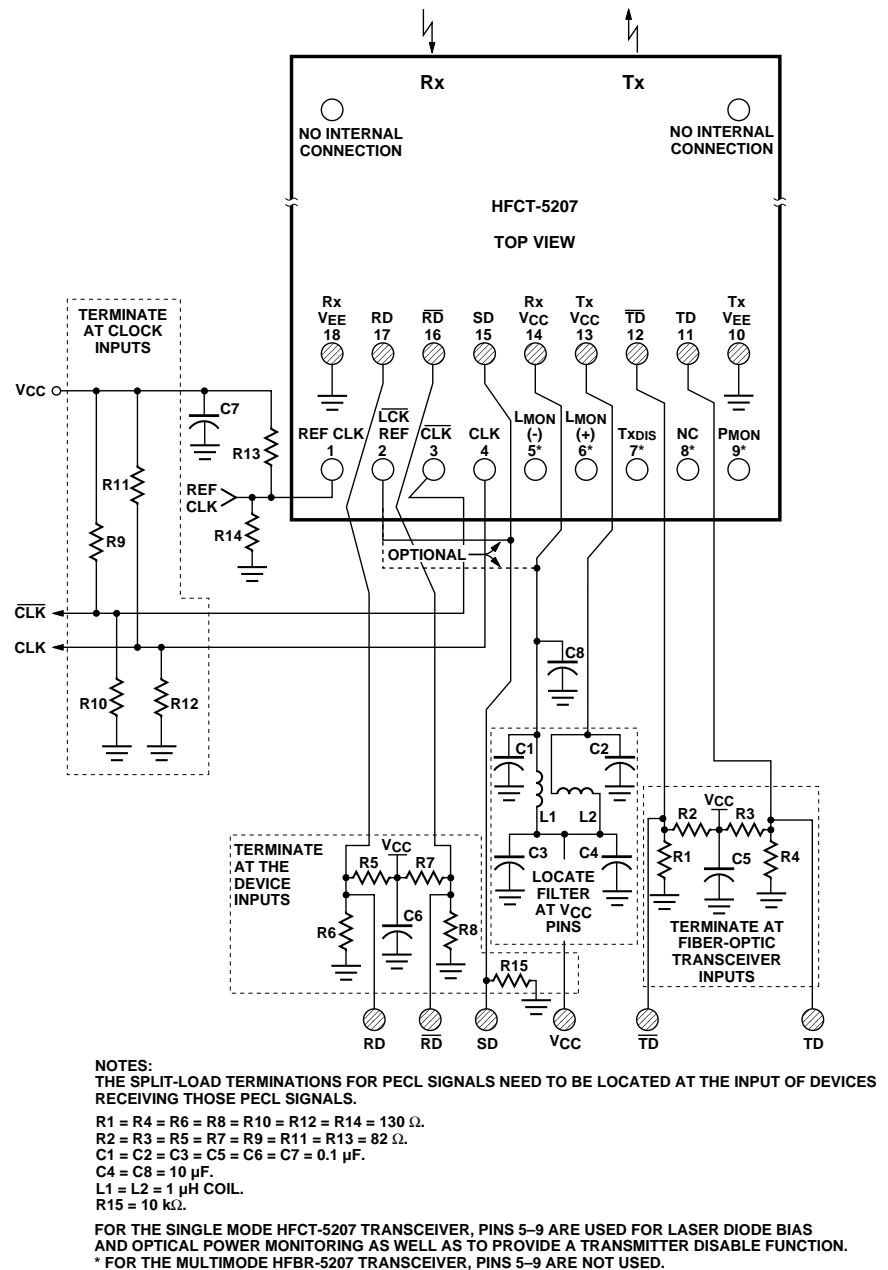 Rx
Tx
NO INTERNAL
CONNECTION
NO INTERNAL
CONNECTION
HFCT-5207
TOP VIEW
Rx
VEE
18
RD
17
RD
16
SD
15
Rx
VCC
14
Tx
VCC
13
TD
12
TD
11
Tx
VEE
10
TERMINATE
AT CLOCK
INPUTS
VCC
C7
R13
R11
R9
REF
CLK
R14
REF CLK
1
LCK
REF
2
CLK
3
CLK
4
LMON
(-)
5*
LMON
(+)
6*
TXDIS
7*
NC
8*
PMON
9*
OPTIONAL
CLK
CLK
R10
R12
C8
C1
C2
L1
L2
C3
C4
LOCATE
FILTER
AT VCC
PINS
TERMINATE
AT THE
DEVICE
INPUTS
R5
VCC
R7
R6
C6
R8
R15
R2
VCC
R3
R1
C5
R4
TERMINATE AT
FIBER-OPTIC
TRANSCEIVER
INPUTS
RD
RD
SD
VCC
TD
TD
NOTES:
THE SPLIT-LOAD TERMINATIONS FOR PECL SIGNALS NEED TO BE LOCATED AT THE INPUT OF DEVICES
RECEIVING THOSE PECL SIGNALS.
R1 = R4 = R6 = R8 = R10 = R12 = R14 = 130 Ω.
R2 = R3 = R5 = R7 = R9 = R11 = R13 = 82 Ω.
C1 = C2 = C3 = C5 = C6 = C7 = 0.1 µF.
C4 = C8 = 10 µF.
L1 = L2 = 1 µH COIL.
R15 = 10 kΩ.
FOR THE SINGLE MODE HFCT-5207 TRANSCEIVER, PINS 5–9 ARE USED FOR LASER DIODE BIAS
AND OPTICAL POWER MONITORING AS WELL AS TO PROVIDE A TRANSMITTER DISABLE FUNCTION.
* FOR THE MULTIMODE HFBR-5207 TRANSCEIVER, PINS 5–9 ARE NOT USED.